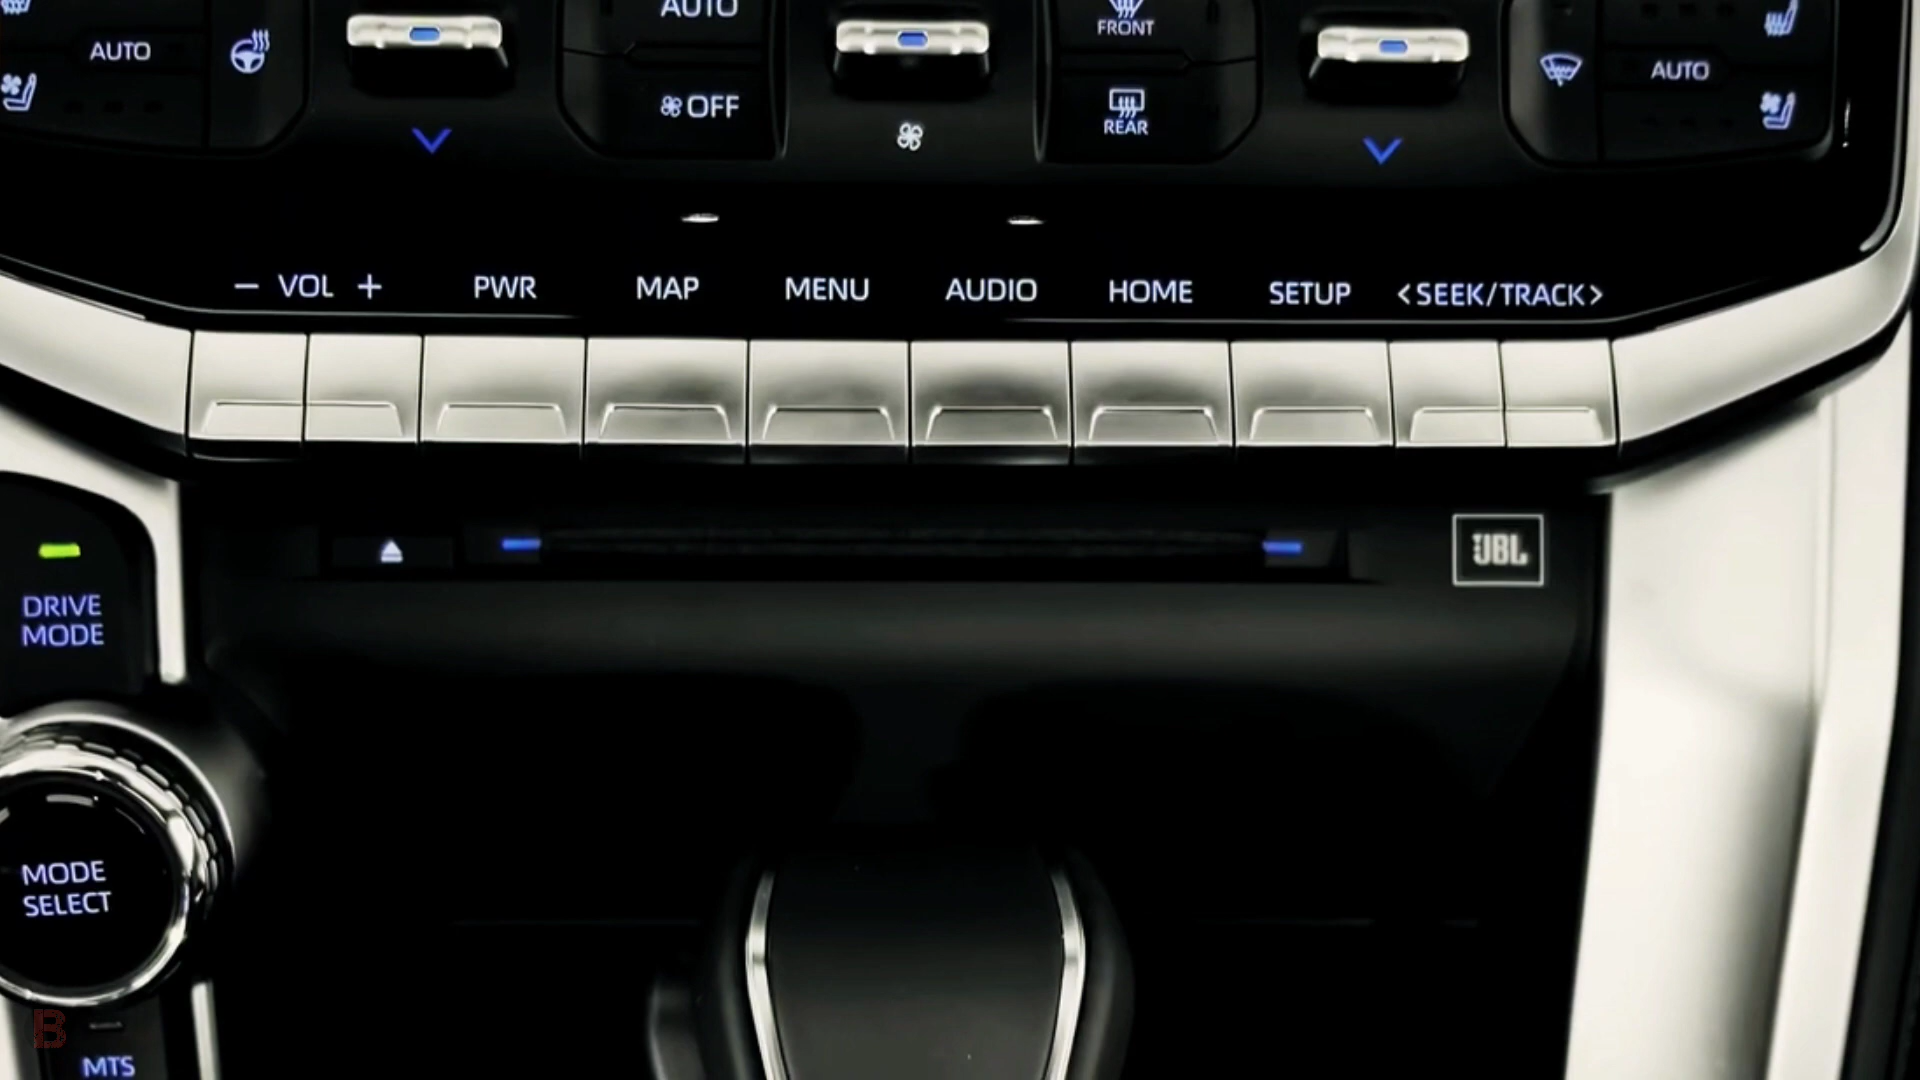 AUTO
AUTO
FRONT
AUTO
OFF
REAR
− VOL +
PWR
MAP
MENU
AUDIO
HOME
SETUP
<SEEK/TRACK>
JBL
DRIVE
MODE
MODE
SELECT
B
MTS